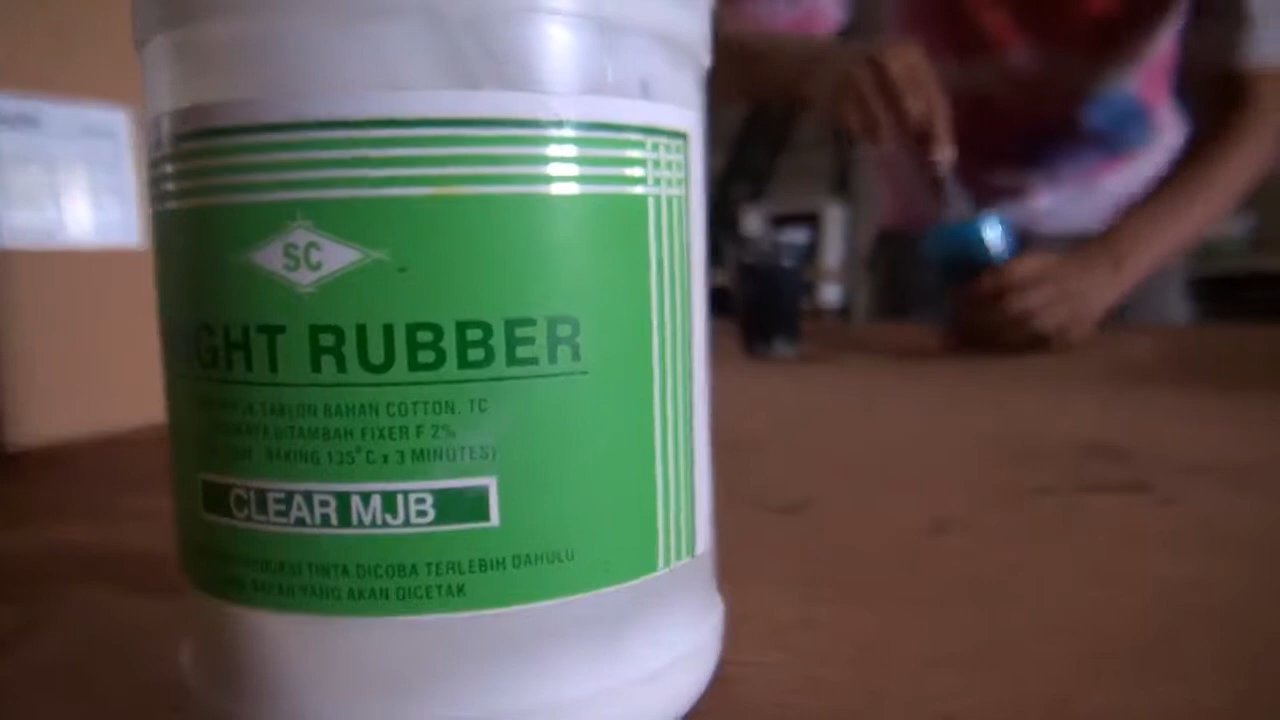 SC
GHT RUBBER
SABLON BAHAN COTTON. TC
DITAMBAH FIXER F 2%
BAKING 135°C x 3 MINUTES)
CLEAR MJB
TINTA DICOBA TERLEBIH DAHULU
BAHAN YANG AKAN DICETAK